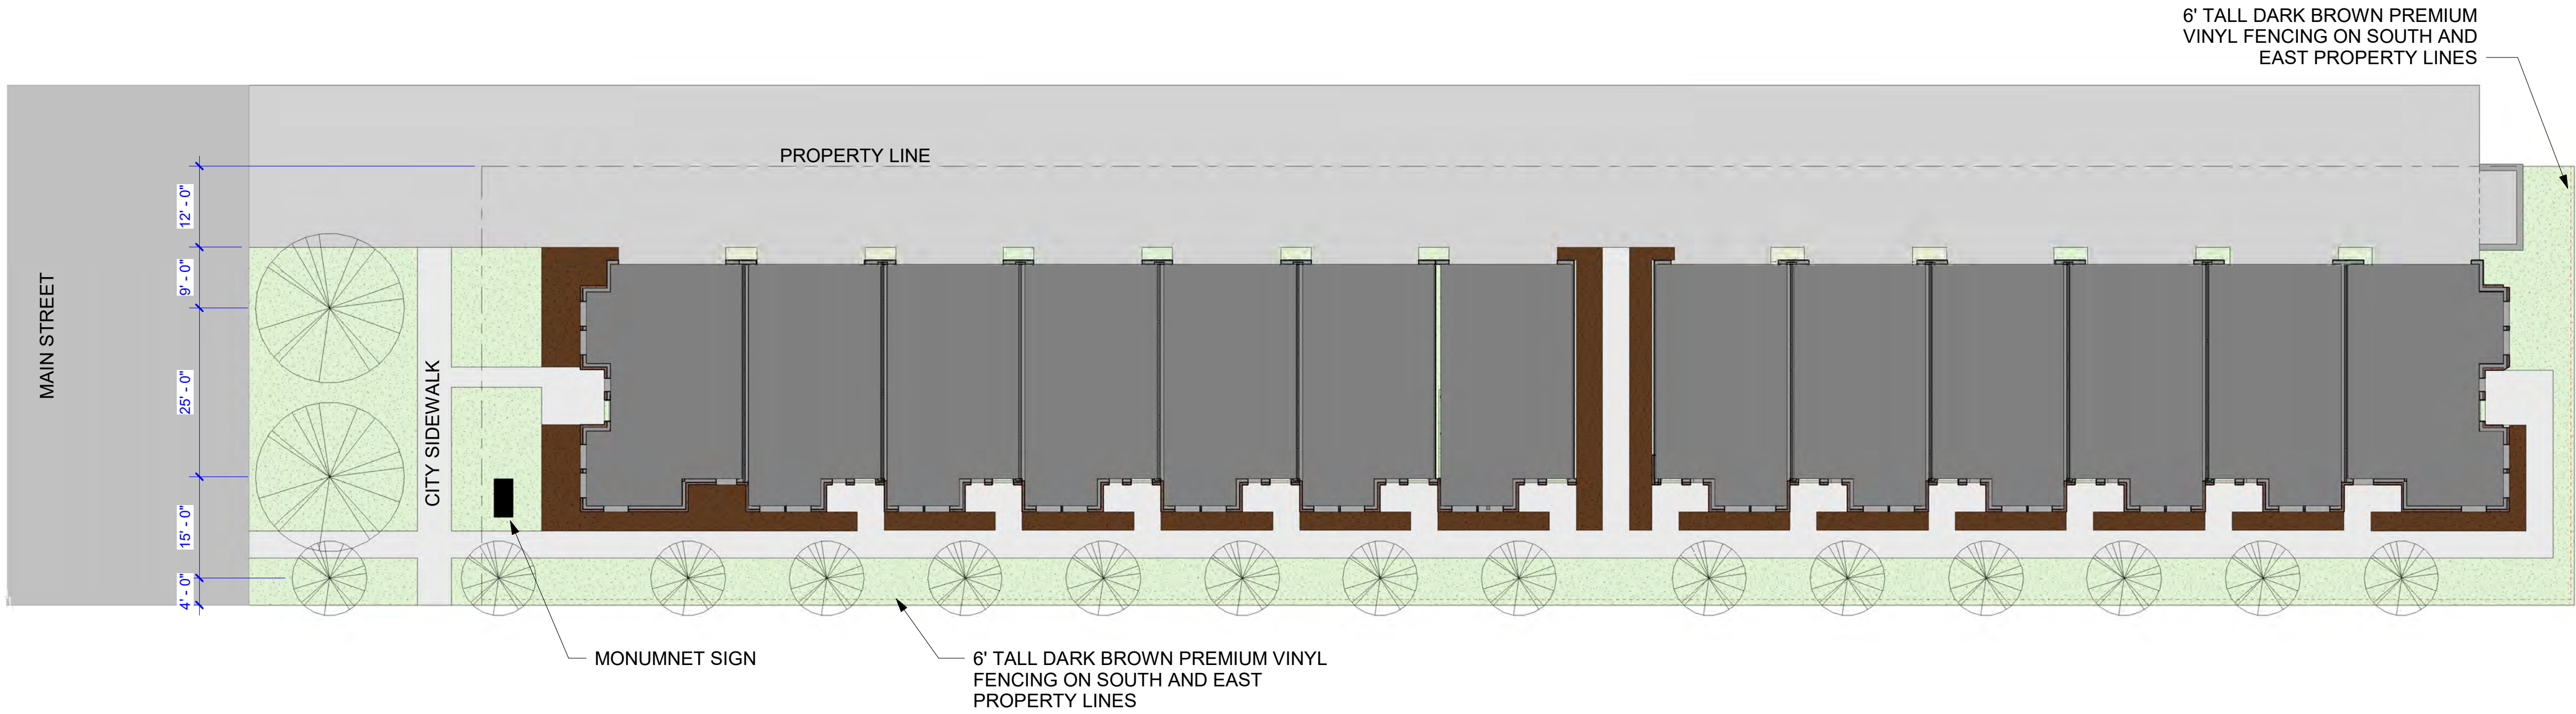 6' TALL DARK BROWN PREMIUM
VINYL FENCING ON SOUTH AND
EAST PROPERTY LINES
PROPERTY LINE
12' - 0"
9' - 0"
25' - 0"
15' - 0"
4' - 0"
MAIN STREET
CITY SIDEWALK
MONUMNET SIGN
6' TALL DARK BROWN PREMIUM VINYL
FENCING ON SOUTH AND EAST
PROPERTY LINES